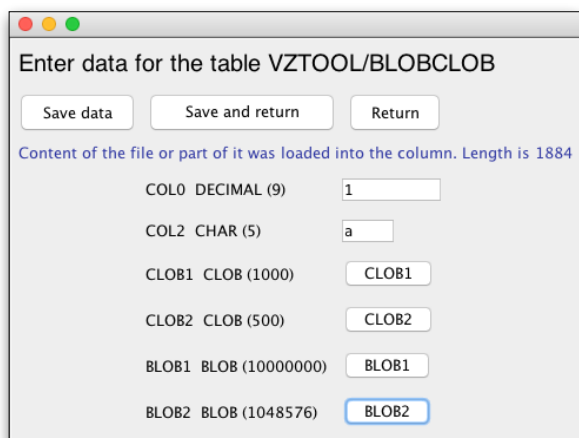 Enter data for the table VZTOOL/BLOBCLOB
Save data Save and return Return
Content of the file or part of it was loaded into the column. Length is 1884
COL0 DECIMAL (9) 1
COL2 CHAR (5) a
CLOB1 CLOB (1000) CLOB1
CLOB2 CLOB (500) CLOB2
BLOB1 BLOB (10000000) BLOB1
BLOB2 BLOB (1048576) BLOB2